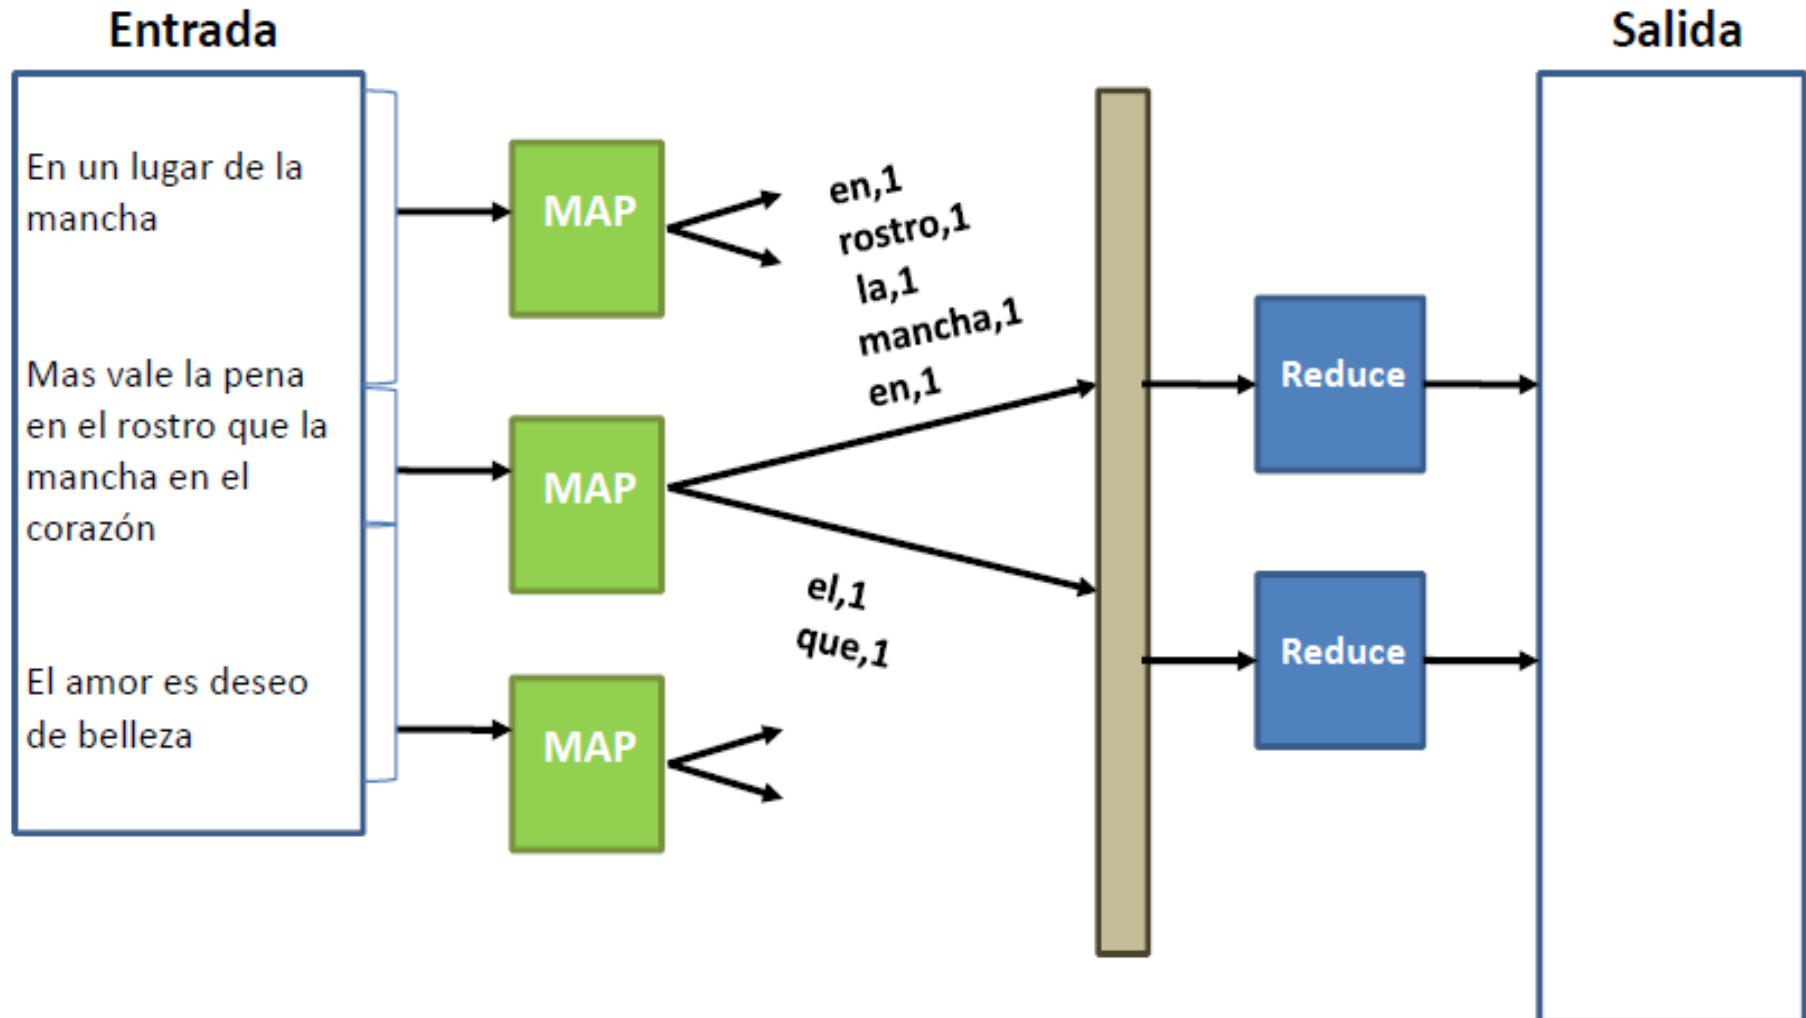 Entrada
Salida
En un lugar de la
mancha
Mas vale la pena
en el rostro que la
mancha en el
corazón
El amor es deseo
de belleza
MAP
MAP
MAP
en,1
rostro,1
la,1
mancha,1
en,1
el,1
que,1
Reduce
Reduce